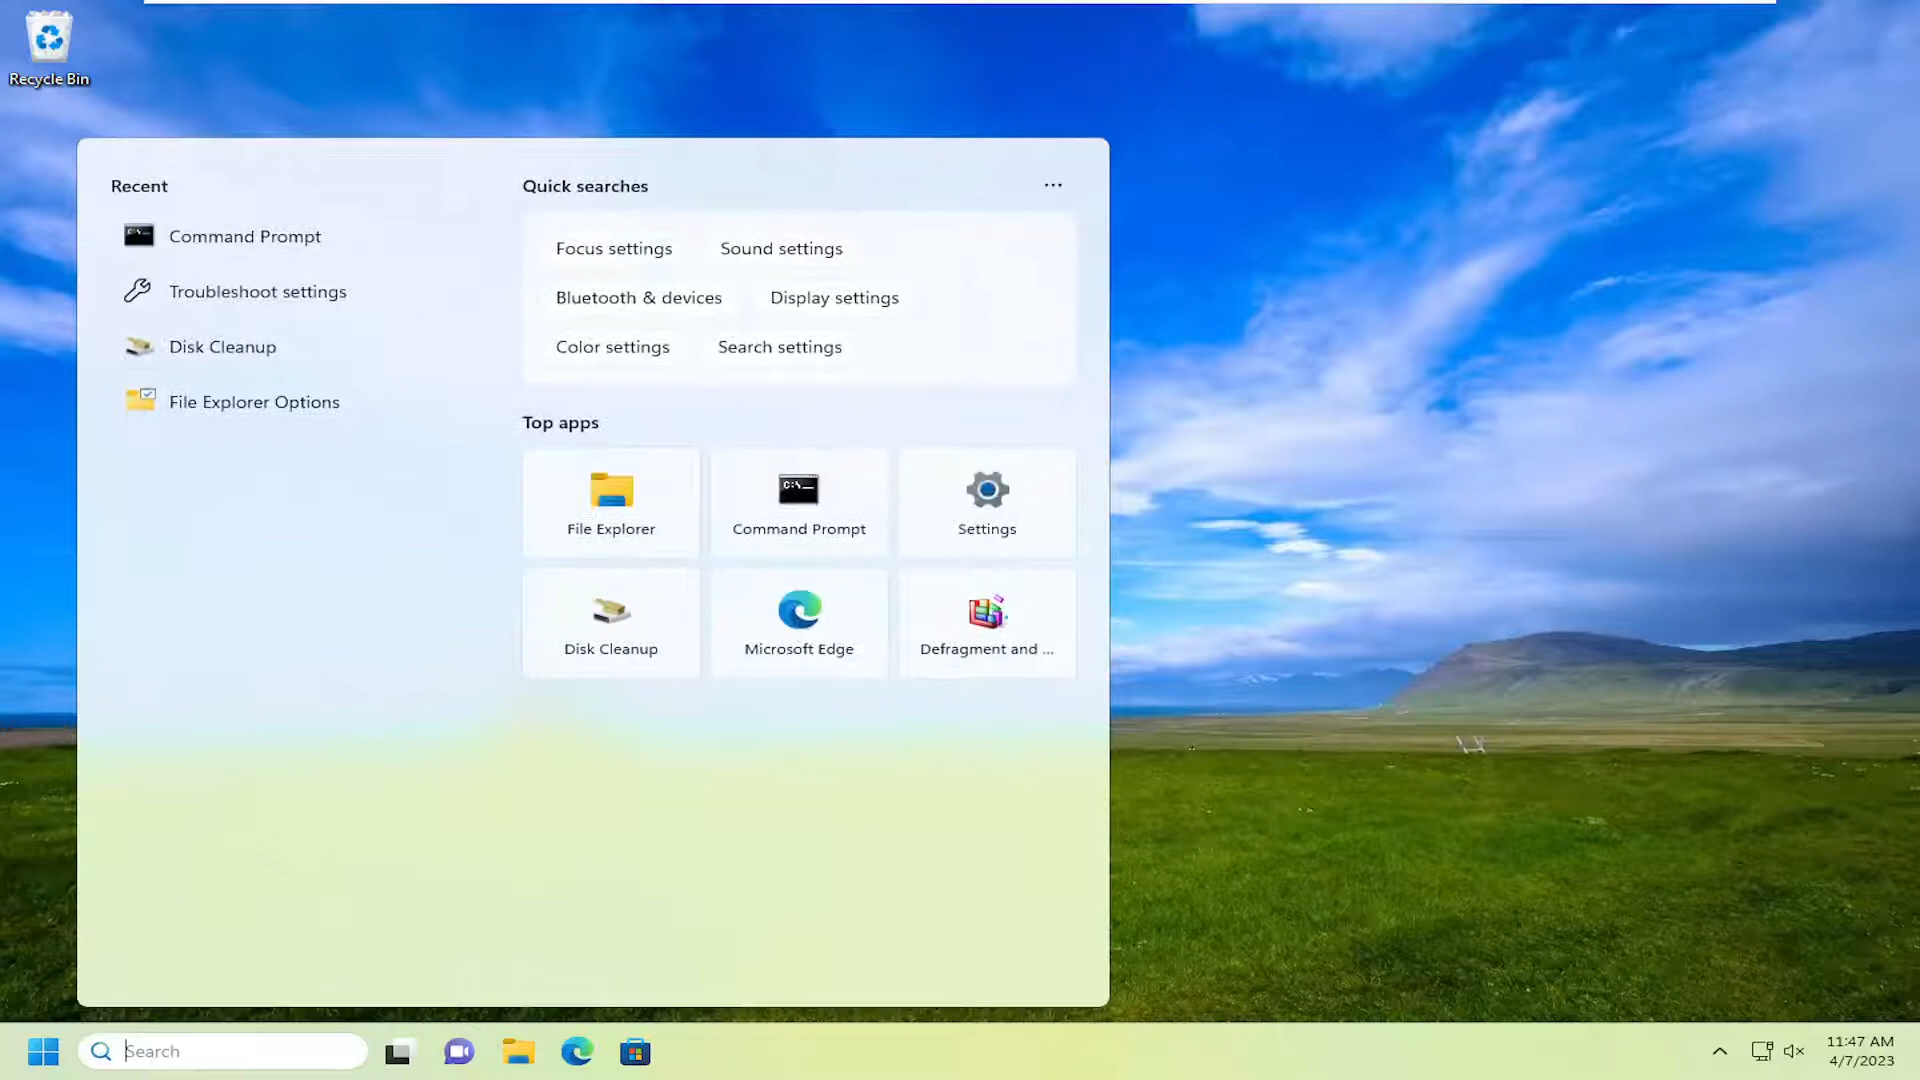 Recycle Bin
Recent
Command Prompt
Troubleshoot settings
Disk Cleanup
File Explorer Options
Quick searches
...
Focus settings
Sound settings
Bluetooth & devices
Display settings
Color settings
Search settings
Top apps
File Explorer
C:\_
Command Prompt
Settings
Disk Cleanup
Microsoft Edge
Defragment and ...
Search
11:47 AM
4/7/2023